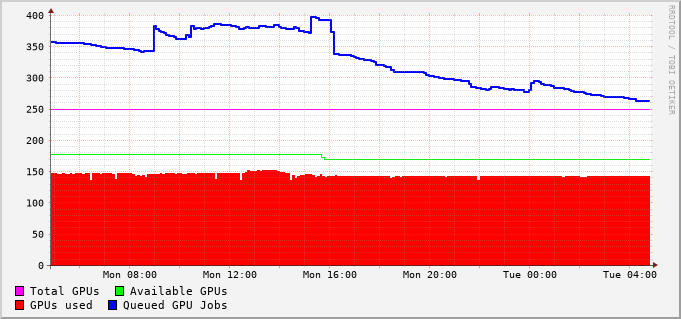 400
350
300
250
200
150
100
50
0
Mon 08:00 Mon 12:00 Mon 16:00 Mon 20:00 Tue 00:00 Tue 04:00
Total GPUs Available GPUs
GPUs used Queued GPU Jobs
RRDTOOL / TOBI OETIKER